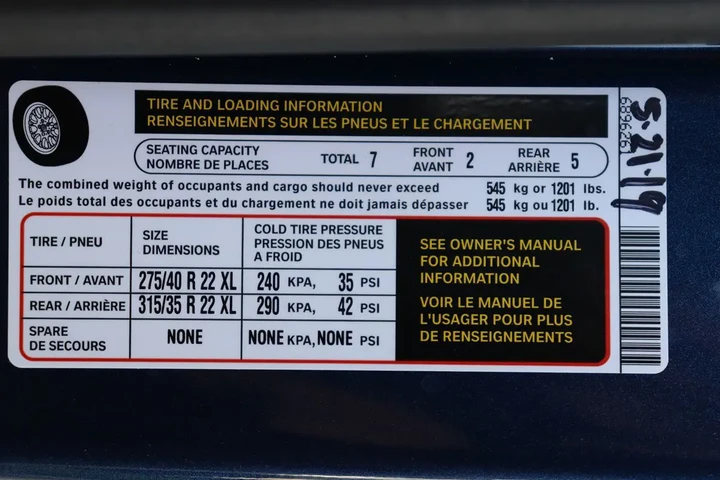 TIRE AND LOADING INFORMATION
RENSEIGNEMENTS SUR LES PNEUS ET LE CHARGEMENT
SEATING CAPACITY
NOMBRE DE PLACES
TOTAL 7
FRONT
AVANT 2
REAR
ARRIÈRE 5
The combined weight of occupants and cargo should never exceed 545 kg or 1201 lbs.
Le poids total des occupants et du chargement ne doit jamais dépasser 545 kg ou 1201 lb.
TIRE / PNEU
SIZE
DIMENSIONS
COLD TIRE PRESSURE
PRESSION DES PNEUS
A FROID
FRONT / AVANT 275/40 R 22 XL 240 KPA, 35 PSI
REAR / ARRIÈRE 315/35 R 22 XL 290 KPA, 42 PSI
SPARE
DE SECOURS
NONE NONE KPA, NONE PSI
SEE OWNER'S MANUAL
FOR ADDITIONAL
INFORMATION
VOIR LE MANUEL DE
L'USAGER POUR PLUS
DE RENSEIGNEMENTS
5-21-19